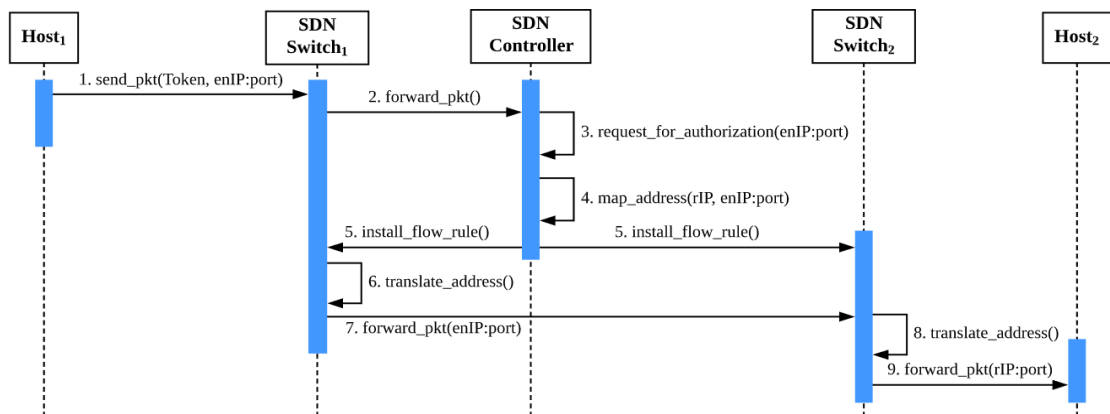 Host₁
SDN
Switch₁
SDN
Controller
SDN
Switch₂
Host₂
1. send_pkt(Token, enIP:port)
2. forward_pkt()
3. request_for_authorization(enIP:port)
4. map_address(rIP, enIP:port)
5. install_flow_rule()
5. install_flow_rule()
6. translate_address()
7. forward_pkt(enIP:port)
8. translate_address()
9. forward_pkt(rIP:port)